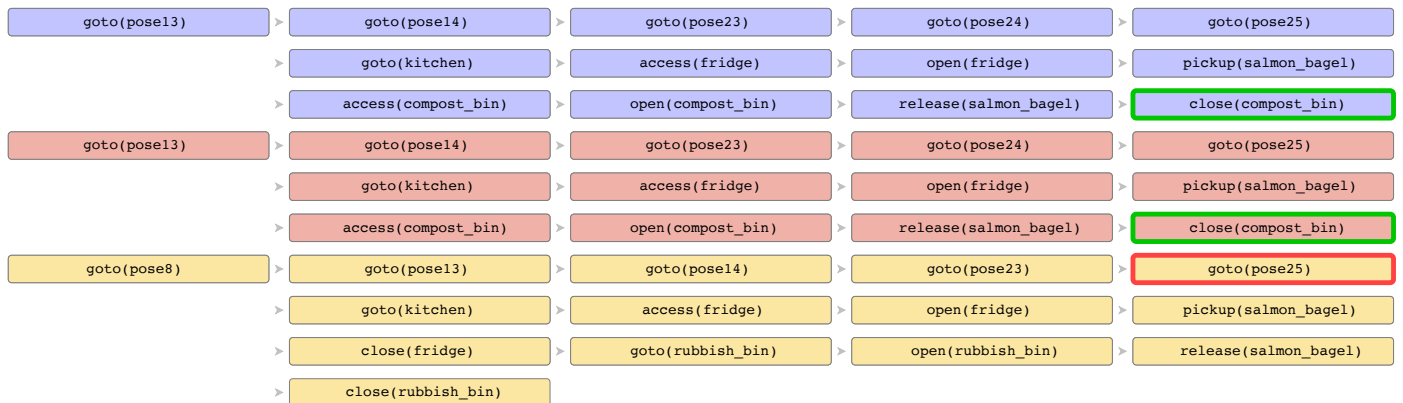 goto(pose13) goto(pose14) goto(pose23) goto(pose24) goto(pose25)
goto(kitchen) access(fridge) open(fridge) pickup(salmon_bagel)
access(compost_bin) open(compost_bin) release(salmon_bagel) close(compost_bin)
goto(pose13) goto(pose14) goto(pose23) goto(pose24) goto(pose25)
goto(kitchen) access(fridge) open(fridge) pickup(salmon_bagel)
access(compost_bin) open(compost_bin) release(salmon_bagel) close(compost_bin)
goto(pose8) goto(pose13) goto(pose14) goto(pose23) goto(pose25)
goto(kitchen) access(fridge) open(fridge) pickup(salmon_bagel)
close(fridge) goto(rubbish_bin) open(rubbish_bin) release(salmon_bagel)
close(rubbish_bin)